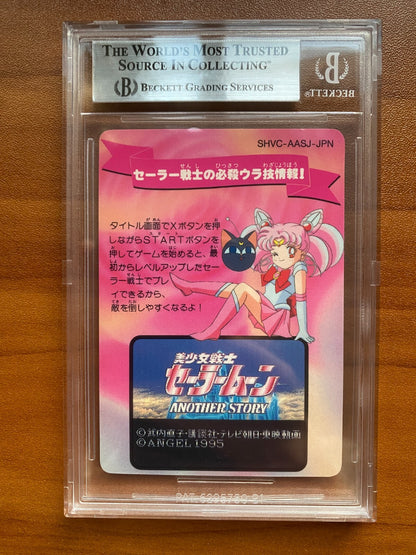 THE WORLD'S MOST TRUSTED
SOURCE IN COLLECTING™
BECKETT GRADING SERVICES
BECKETT
SHVC-AASJ-JPN
セーラー戦士の必殺ウラ技情報!
タイトル画面でXボタンを押
しながらSTARTボタンを
押してゲームを始めると、最
初からレベルアップしたセー
ラー戦士でプレ
イできるから、
敵を倒しやすくなるよ!
美少女戦士
セーラームーン
ANOTHER STORY
©武内直子・講談社・テレビ朝日・東映動画
©ANGEL 1995